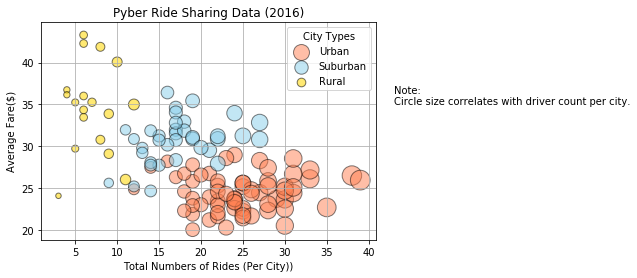 Pyber Ride Sharing Data (2016)
City Types
Urban
Suburban
Rural
Note:
Circle size correlates with driver count per city.
Average Fare($)
40
35
30
25
20
5
10
15
20
25
30
35
40
Total Numbers of Rides (Per City))